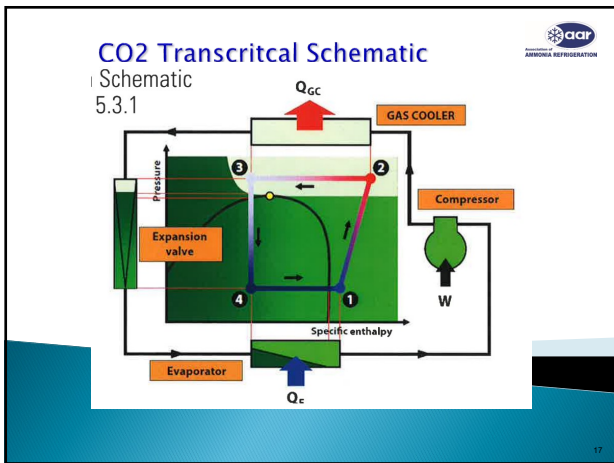 CO2 Transcritcal Schematic
aar
Association of
AMMONIA REFRIGERATION
Schematic
5.3.1
QGC
GAS COOLER
Pressure
3
2
Compressor
Expansion
valve
W
4
1
Specific enthalpy
Evaporator
17